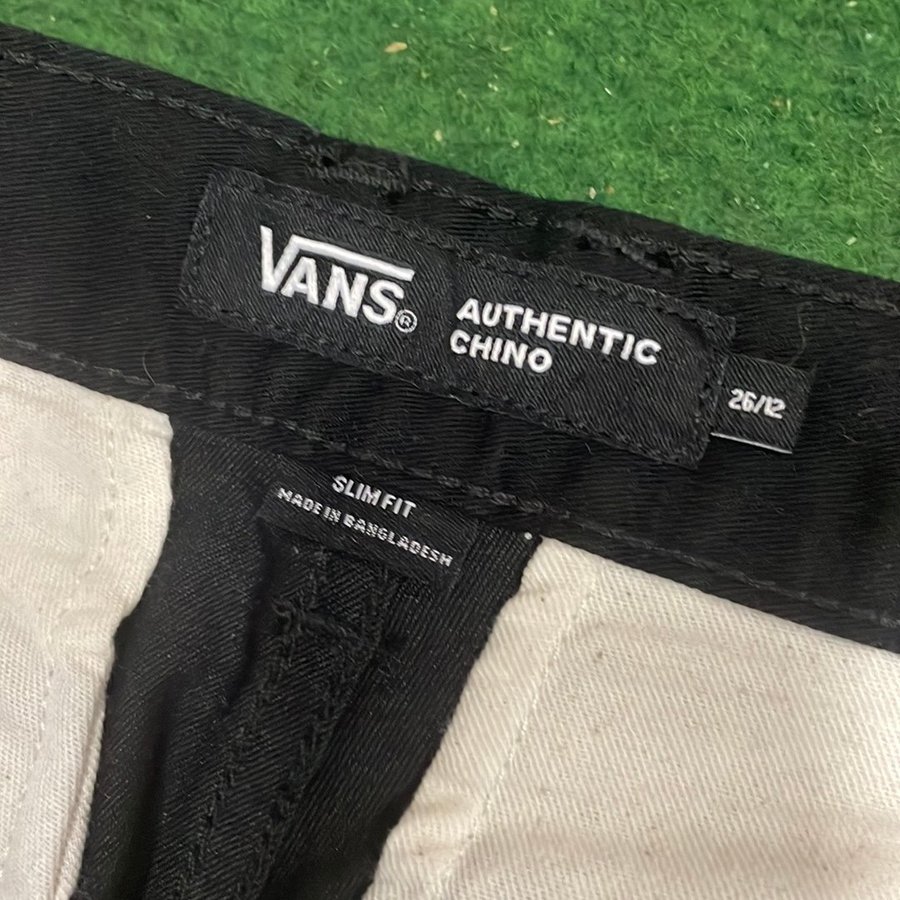 VANS®
AUTHENTIC
CHINO
26/12
SLIM FIT
MADE IN BANGLADESH